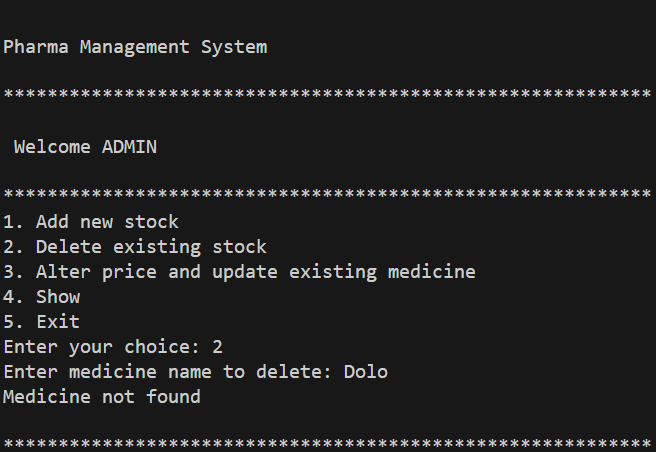 Pharma Management System
***********************************************************
Welcome ADMIN
***********************************************************
1. Add new stock
2. Delete existing stock
3. Alter price and update existing medicine
4. Show
5. Exit
Enter your choice: 2
Enter medicine name to delete: Dolo
Medicine not found
***********************************************************